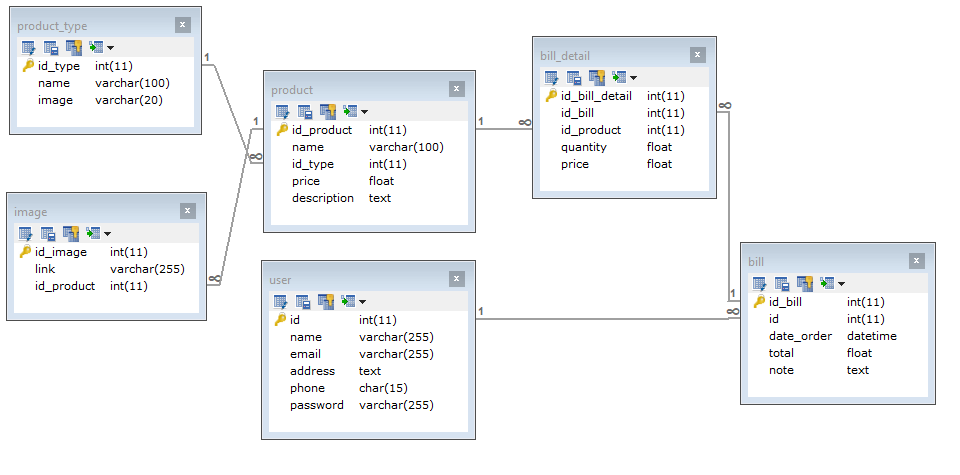 product_type x
id_type int(11)
name varchar(100)
image varchar(20)
1
∞
product x
id_product int(11)
name varchar(100)
id_type int(11)
price float
description text
1
∞
1
∞
bill_detail x
id_bill_detail int(11)
id_bill int(11)
id_product int(11)
quantity float
price float
∞
1
image x
id_image int(11)
link varchar(255)
id_product int(11)
user x
id int(11)
name varchar(255)
email varchar(255)
address text
phone char(15)
password varchar(255)
1
∞
bill x
id_bill int(11)
id int(11)
date_order datetime
total float
note text